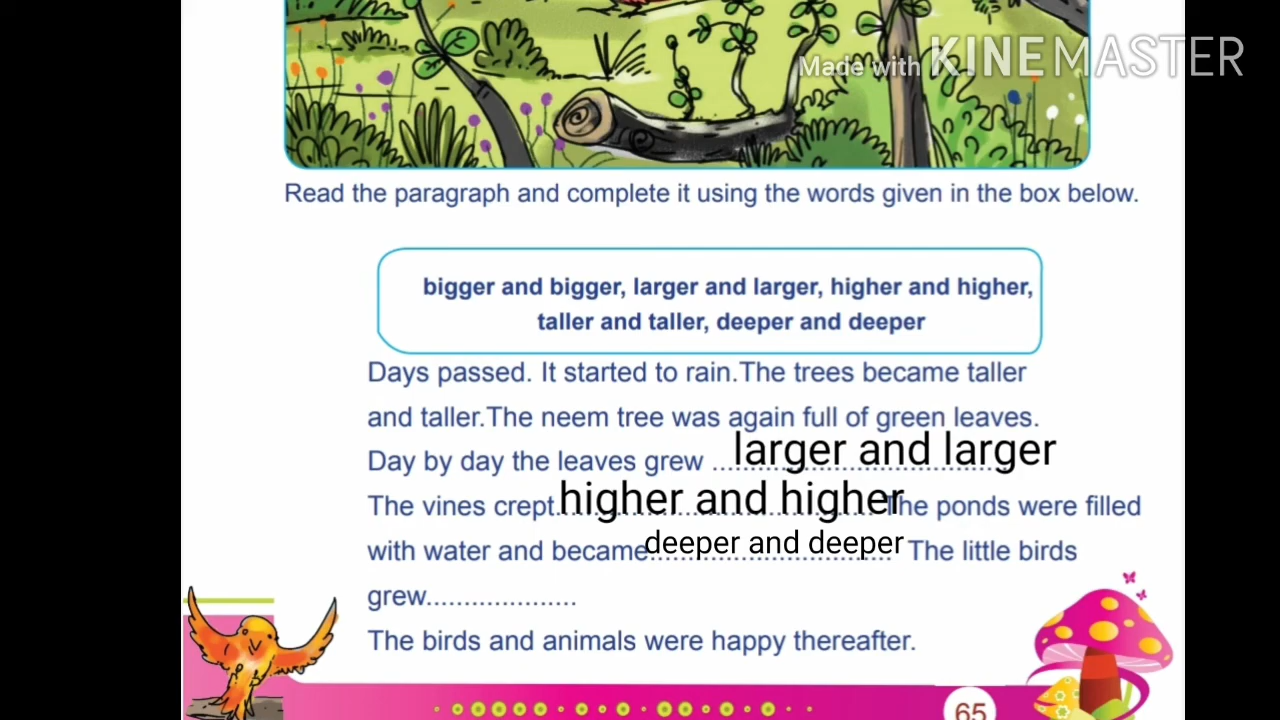 Made with KINEMASTER
Read the paragraph and complete it using the words given in the box below.
bigger and bigger, larger and larger, higher and higher,
taller and taller, deeper and deeper
Days passed. It started to rain.The trees became taller
and taller.The neem tree was again full of green leaves.
Day by day the leaves grew larger and larger
The vines crept higher and higher The ponds were filled
with water and became deeper and deeper The little birds
grew....................
The birds and animals were happy thereafter.
65